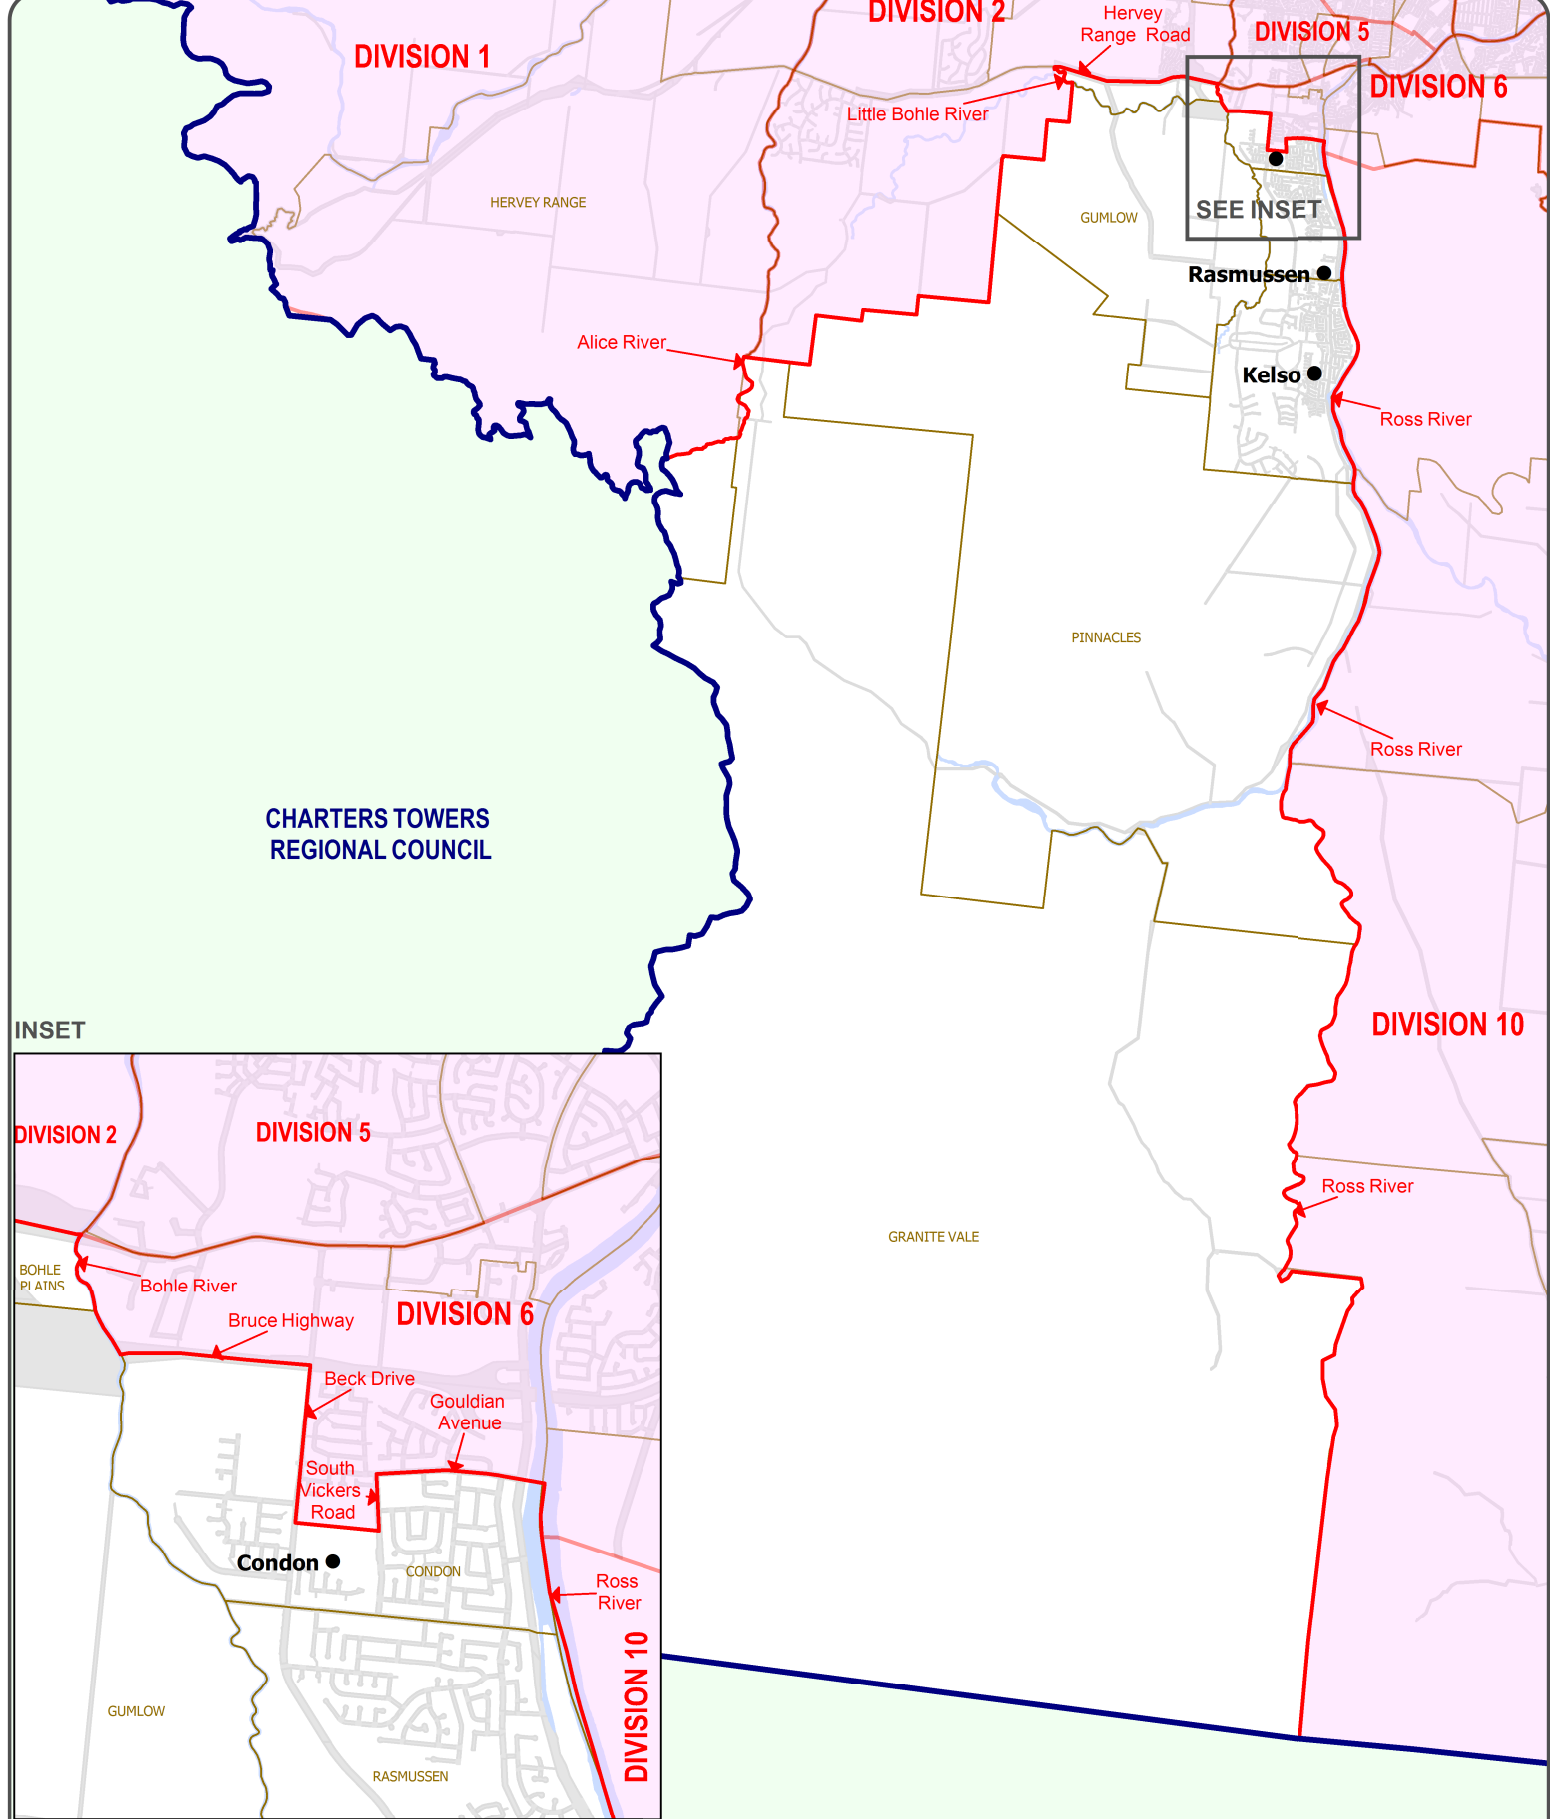 DIVISION 2
Hervey
Range Road
DIVISION 5
DIVISION 1
DIVISION 6
Little Bohle River
HERVEY RANGE
GUMLOW
SEE INSET
Rasmussen
Alice River
Kelso
Ross River
PINNACLES
Ross River
CHARTERS TOWERS
REGIONAL COUNCIL
DIVISION 10
INSET
Ross River
GRANITE VALE
DIVISION 2
DIVISION 5
BOHLE
PLAINS
Bohle River
DIVISION 6
Bruce Highway
Beck Drive
Gouldian
Avenue
South
Vickers
Road
Condon
CONDON
Ross
River
DIVISION 10
GUMLOW
RASMUSSEN